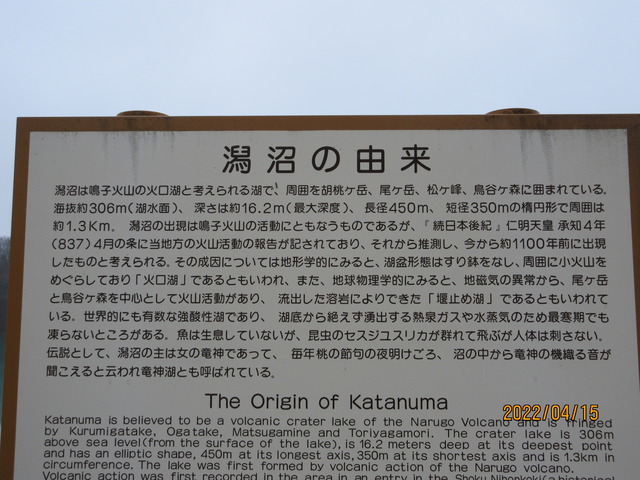 潟沼の由来
潟沼は鳴子火山の火口湖と考えられる湖で、周囲を胡桃ヶ岳、尾ヶ岳、松ヶ峰、鳥谷ヶ森に囲まれている。
海抜約306m(湖水面)、深さは約16.2m(最大深度)、長径450m、短径350mの楕円形で周囲は
約1.3Km。潟沼の出現は鳴子火山の活動にともなうものであるが、『続日本後紀』仁明天皇 承知4年
(837)4月の条に当地方の火山活動の報告が記されており、それから推測し、今から約1100年前に出現
したものと考えられる。その成因については地形学的にみると、湖盆形態はすり鉢をなし、周囲に小火山を
めぐらしており「火口湖」であるともいわれ、また、地球物理学的にみると、地磁気の異常から、尾ヶ岳
と鳥谷ヶ森を中心として火山活動があり、流出した溶岩によりできた「堰止め湖」であるともいわれて
いる。世界的にも有数な強酸性湖であり、湖底から絶えず湧出する熱泉ガスや水蒸気のため最寒期でも
凍らないところがある。魚は生息していないが、昆虫のセスジユスリカが群れて飛ぶが人体は刺さない。
伝説として、潟沼の主は女の竜神であって、毎年桃の節句の夜明けごろ、沼の中から竜神の機織る音が
聞こえると云われ竜神湖とも呼ばれている。
The Origin of Katanuma
Katanuma is believed to be a volcanic crater lake of the Narugo Volcano and is fringed
by Kurumigatake, Ogatake, Matsugamine and Toriyagamori. The crater lake is 306m
above sea level(from the surface of the lake), is 16.2 meters deep at its deepest point
and has an elliptic shape, 450m at its longest axis,350m at its shortest axis and is 1.3km in
circumference. The lake was first formed by volcanic action of the Narugo volcano.
Volcanic action was first recorded in the area in an entry in the Shoku Nihonkoki(a historical
2022/04/15